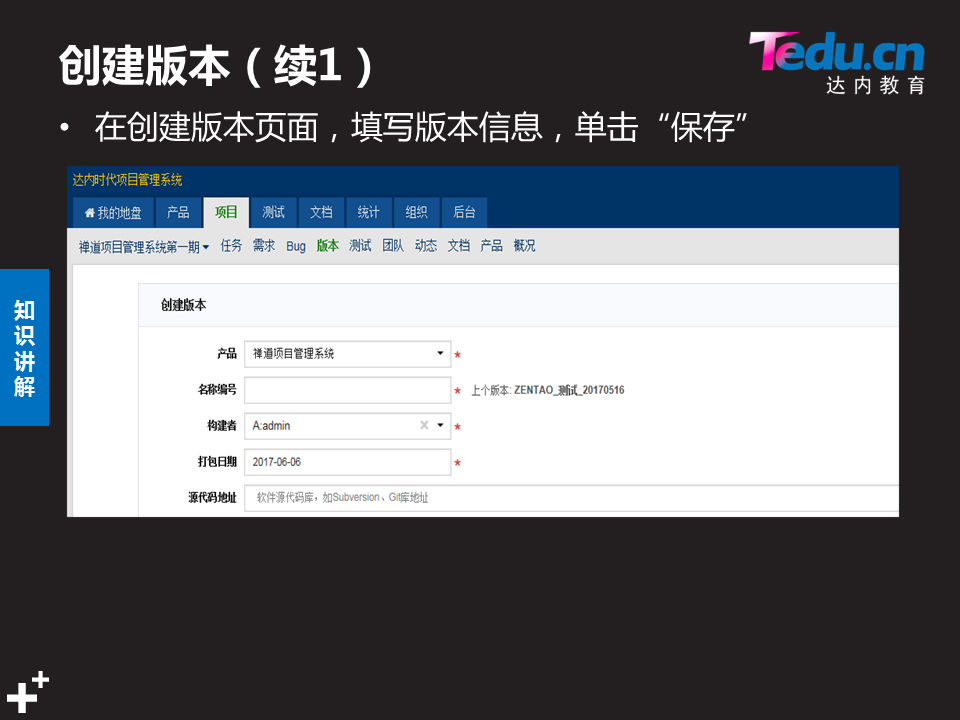 创建版本（续1）
Tedu.cn
达内教育
• 在创建版本页面，填写版本信息，单击“保存”
达内时代项目管理系统
我的地盘 产品 项目 测试 文档 统计 组织 后台
禅道项目管理系统第一期 任务 需求 Bug 版本 测试 团队 动态 文档 产品 概况
知识讲解
创建版本
产品 禅道项目管理系统 *
名称编号 * 上个版本: ZENTAO_测试_20170516
构建者 A:admin × *
打包日期 2017-06-06 *
源代码地址 软件源代码库，如Subversion、Git库地址